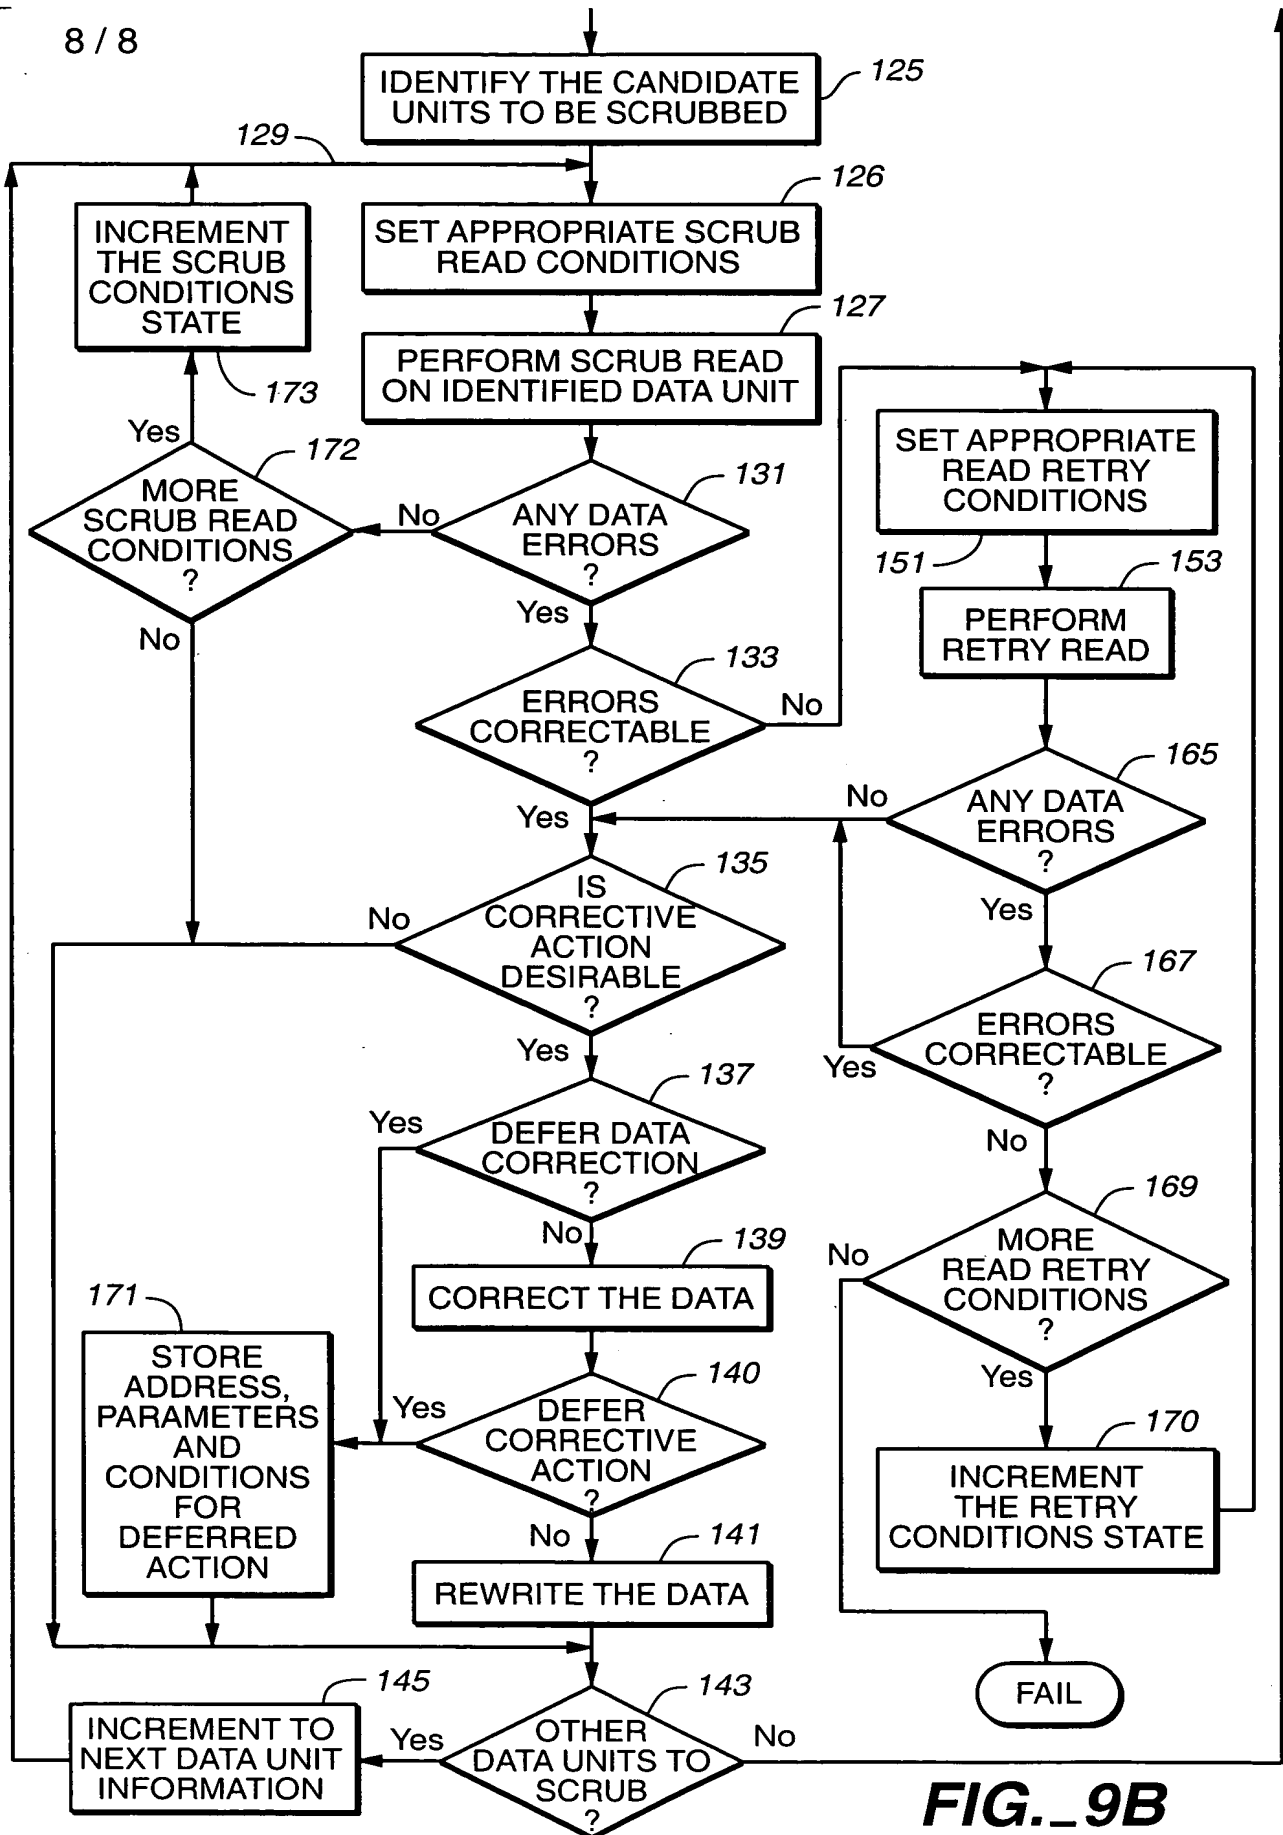 8 / 8
IDENTIFY THE CANDIDATE
UNITS TO BE SCRUBBED
125
129
126
SET APPROPRIATE SCRUB
READ CONDITIONS
INCREMENT
THE SCRUB
CONDITIONS
STATE
173
127
PERFORM SCRUB READ
ON IDENTIFIED DATA UNIT
Yes
172
MORE
SCRUB READ
CONDITIONS
?
No
No
131
ANY DATA
ERRORS
?
Yes
133
ERRORS
CORRECTABLE
?
No
Yes
SET APPROPRIATE
READ RETRY
CONDITIONS
151
153
PERFORM
RETRY READ
165
ANY DATA
ERRORS
?
No
Yes
167
ERRORS
CORRECTABLE
?
Yes
No
169
MORE
READ RETRY
CONDITIONS
?
No
Yes
170
INCREMENT
THE RETRY
CONDITIONS STATE
FAIL
135
IS
CORRECTIVE
ACTION
DESIRABLE
?
No
Yes
137
DEFER DATA
CORRECTION
?
Yes
No
139
CORRECT THE DATA
140
DEFER
CORRECTIVE
ACTION
?
Yes
No
171
STORE
ADDRESS,
PARAMETERS
AND
CONDITIONS
FOR
DEFERRED
ACTION
141
REWRITE THE DATA
143
OTHER
DATA UNITS TO
SCRUB
?
Yes
No
145
INCREMENT TO
NEXT DATA UNIT
INFORMATION
FIG._9B